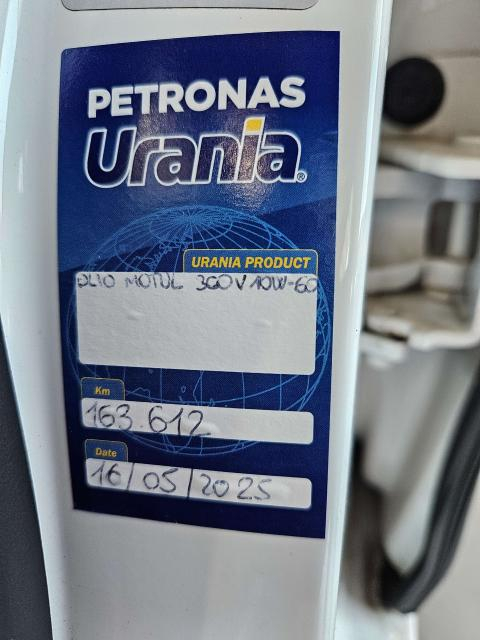 PETRONAS
Urania®
URANIA PRODUCT
OLIO MOTUL 300V 10W-60
Km
163.612
Date
16/05/2025